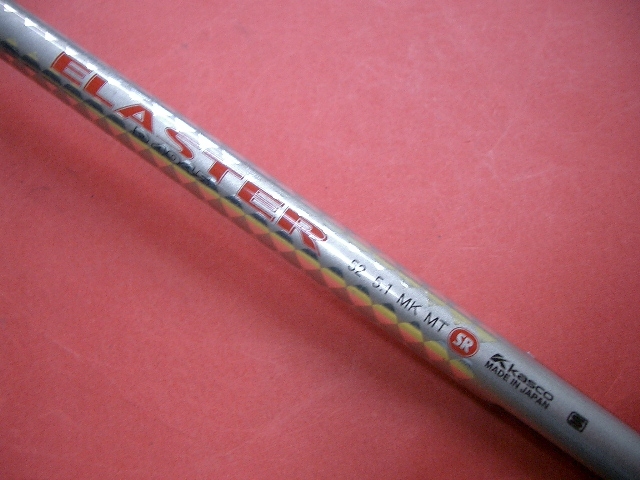 ELASTER
52 5.1 MK MT SR
Kasco
MADE IN JAPAN